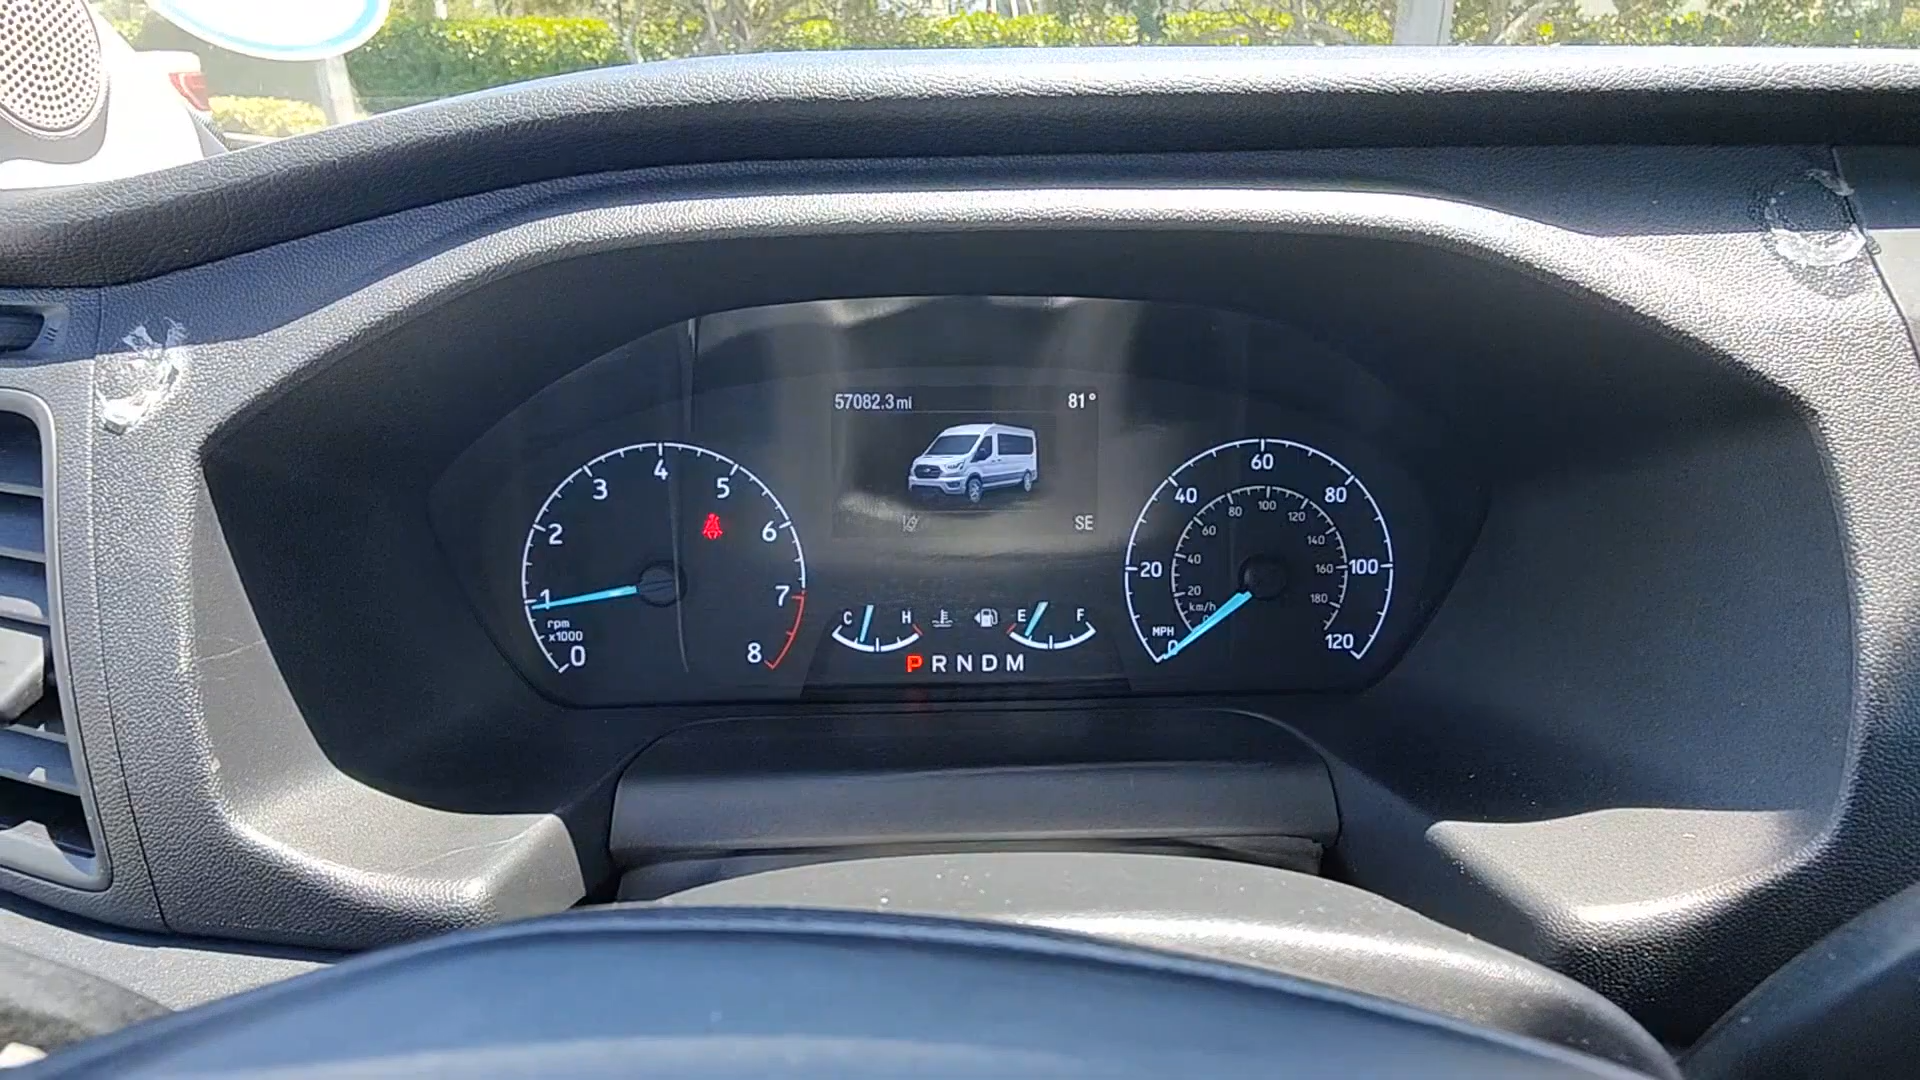 57082.3 mi 81°
SE
0 1 2 3 4 5 6 7 8
rpm
x1000
C H
E F
P R N D M
0 20 40 60 80 100 120
MPH
20 40 60 80 100 120 140 160 180
km/h